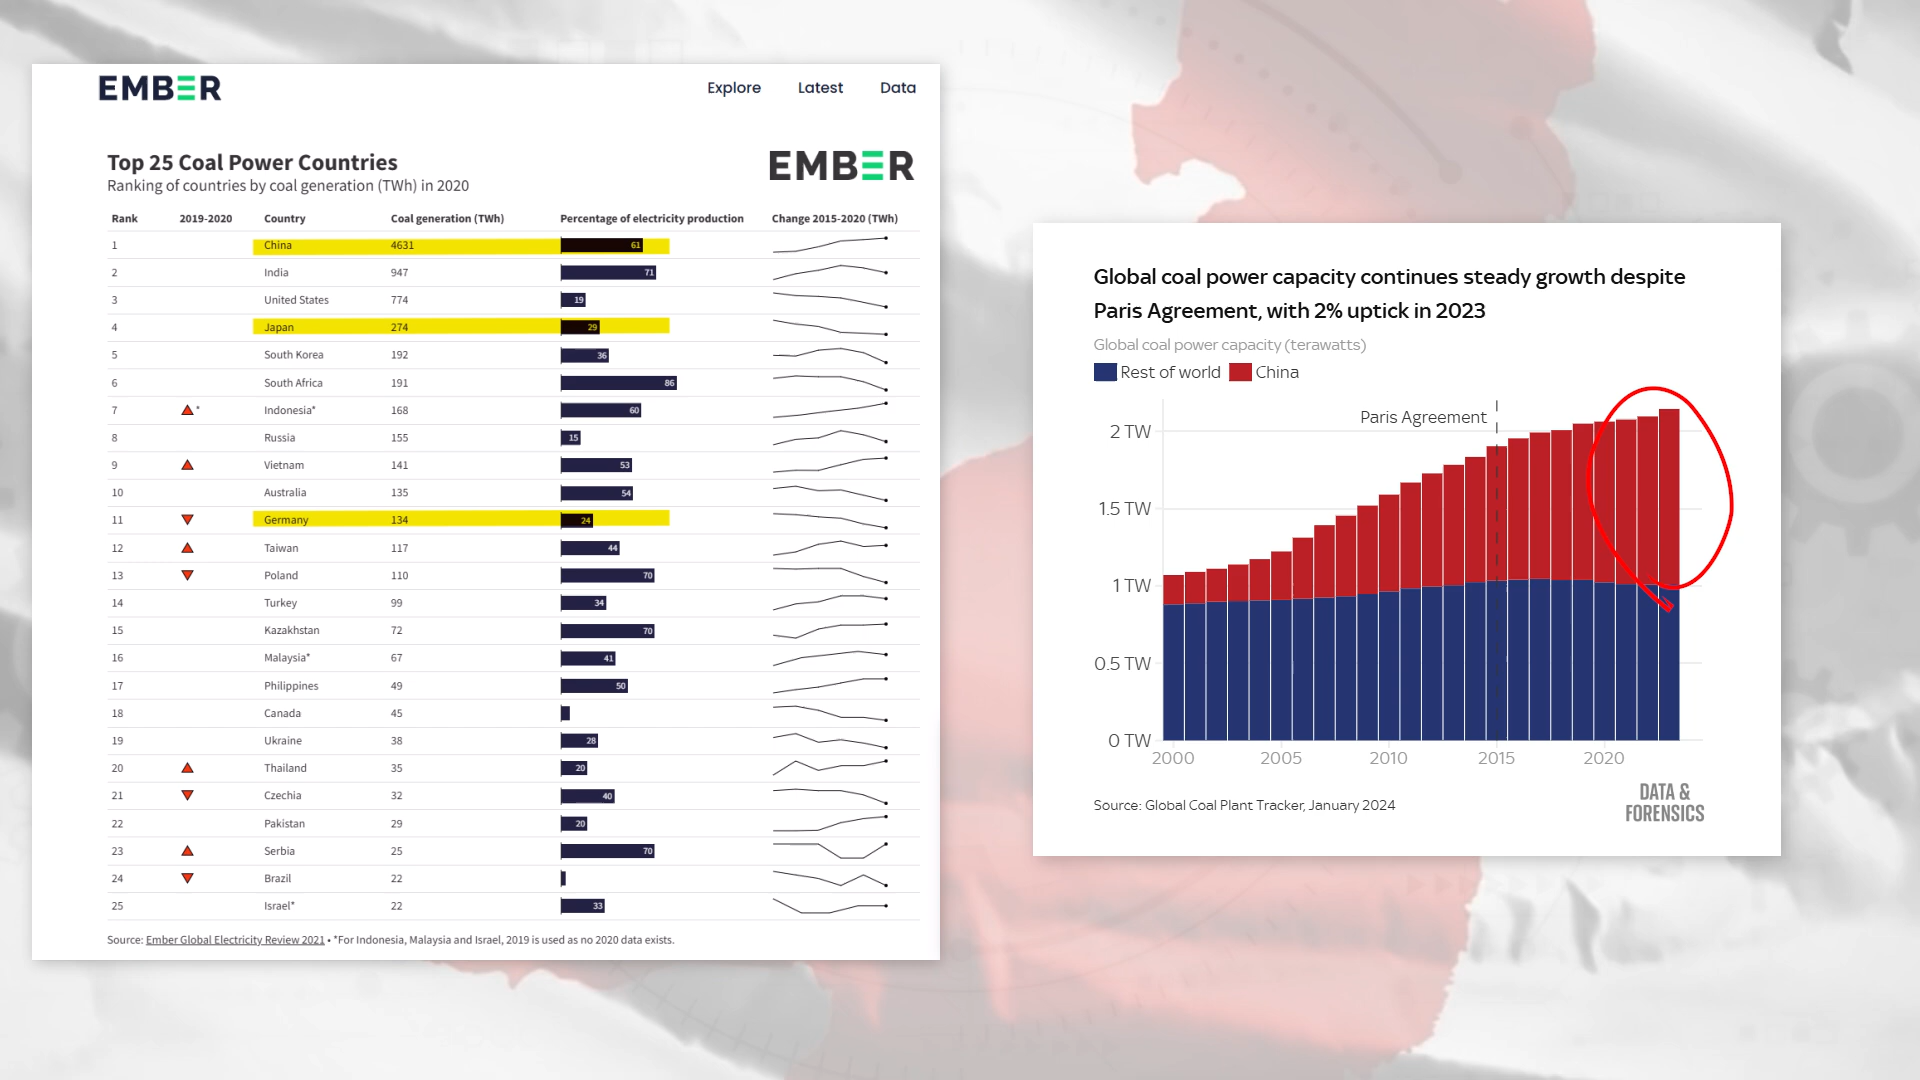 EMBER
Explore Latest Data
Top 25 Coal Power Countries
Ranking of countries by coal generation (TWh) in 2020
EMBER
Rank 2019-2020 Country Coal generation (TWh) Percentage of electricity production Change 2015-2020 (TWh)
1 China 4631 61
2 India 947 71
3 United States 774 19
4 Japan 274 29
5 South Korea 192 36
6 South Africa 191 86
7 ▲ * Indonesia* 168 60
8 Russia 155 15
9 ▲ Vietnam 141 53
10 Australia 135 54
11 ▼ Germany 134 24
12 ▲ Taiwan 117 44
13 ▼ Poland 110 70
14 Turkey 99 34
15 Kazakhstan 72 70
16 Malaysia* 67 41
17 Philippines 49 50
18 Canada 45
19 Ukraine 38 28
20 ▲ Thailand 35 20
21 ▼ Czechia 32 40
22 Pakistan 29 20
23 ▲ Serbia 25 70
24 ▼ Brazil 22
25 Israel* 22 33
Source: Ember Global Electricity Review 2021 • *For Indonesia, Malaysia and Israel, 2019 is used as no 2020 data exists.
Global coal power capacity continues steady growth despite
Paris Agreement, with 2% uptick in 2023
Global coal power capacity (terawatts)
Rest of world China
Paris Agreement
2 TW
1.5 TW
1 TW
0.5 TW
0 TW
2000 2005 2010 2015 2020
Source: Global Coal Plant Tracker, January 2024
DATA &
FORENSICS